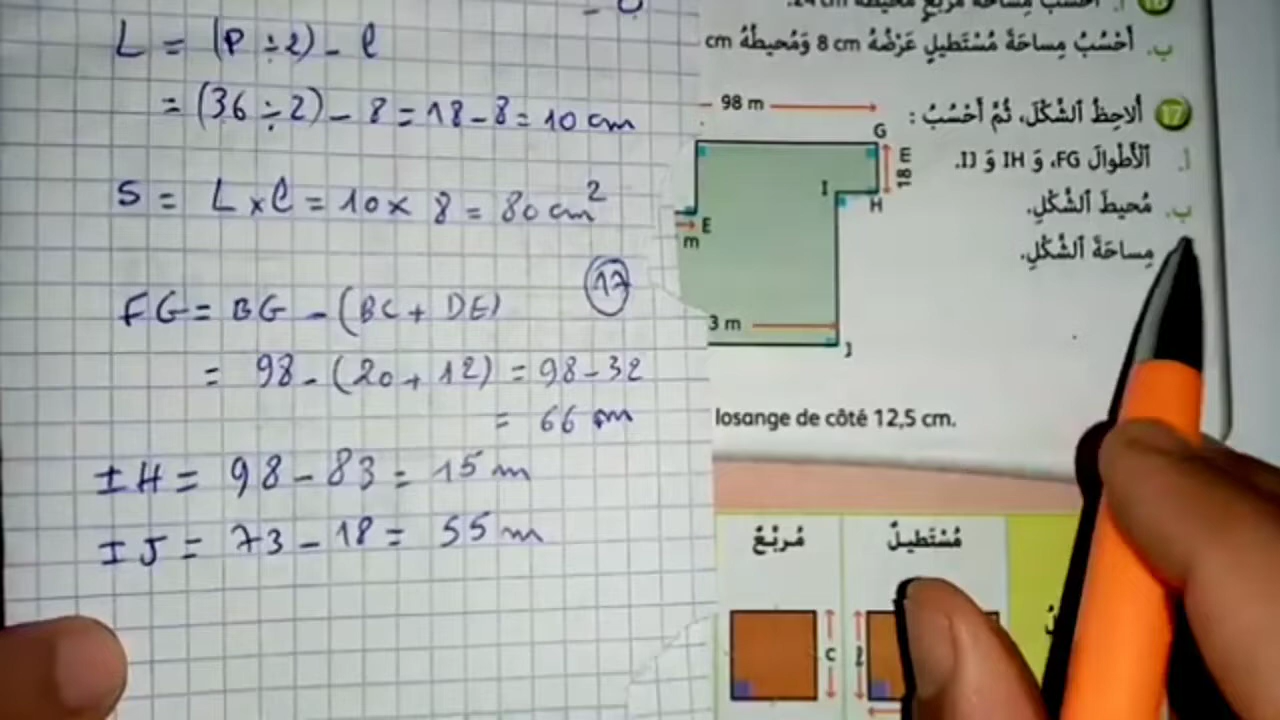 L = (P ÷ 2) - l
= (36 ÷ 2) - 8 = 18 - 8 = 10 cm
S = L × l = 10 × 8 = 80 cm²
17
FG = BG - (BC + DE)
= 98 - (20 + 12) = 98 - 32
= 66 m
IH = 98 - 83 = 15 m
IJ = 73 - 18 = 55 m
ب. أَحْسُبُ مِساحَةَ مُسْتَطيلٍ عَرْضُهُ 8 cm وَمُحيطُهُ cm
17 أُلاحِظُ ٱلشَّكْلَ، ثُمَّ أَحْسُبُ :
أ. ٱلْأَطْوالَ FG، وَ IH وَ IJ.
ب. مُحيطَ ٱلشَّكْلِ.
مِساحَةَ ٱلشَّكْلِ.
98 m
G
18 m
I
H
E
m
3 m
J
losange de côté 12,5 cm.
مُسْتَطيلٌ
مُرَبَّعٌ
c